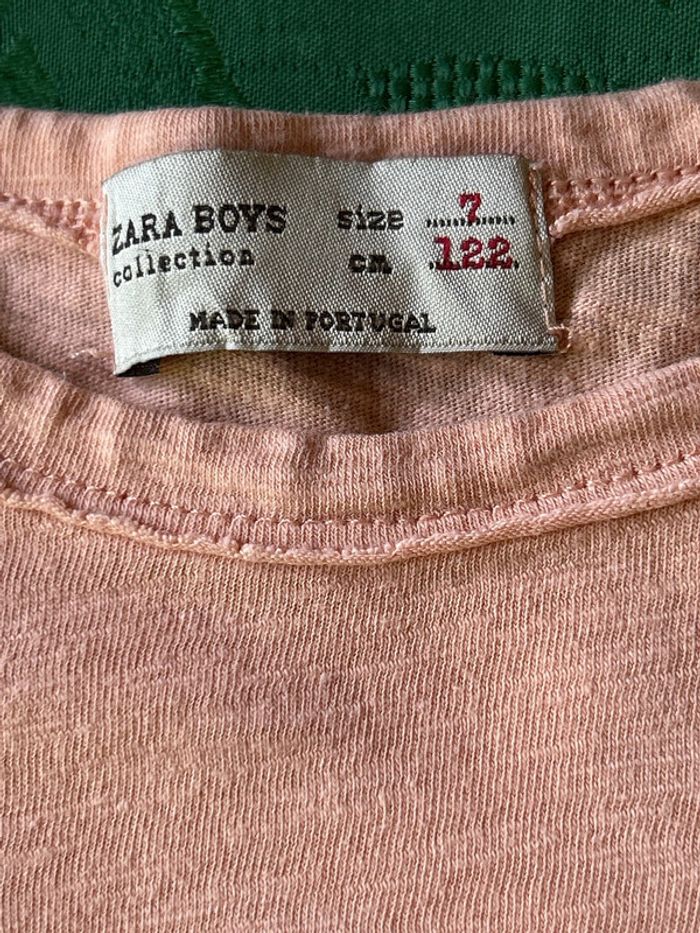 ZARA BOYS size 7
collection cm 122
MADE IN PORTUGAL